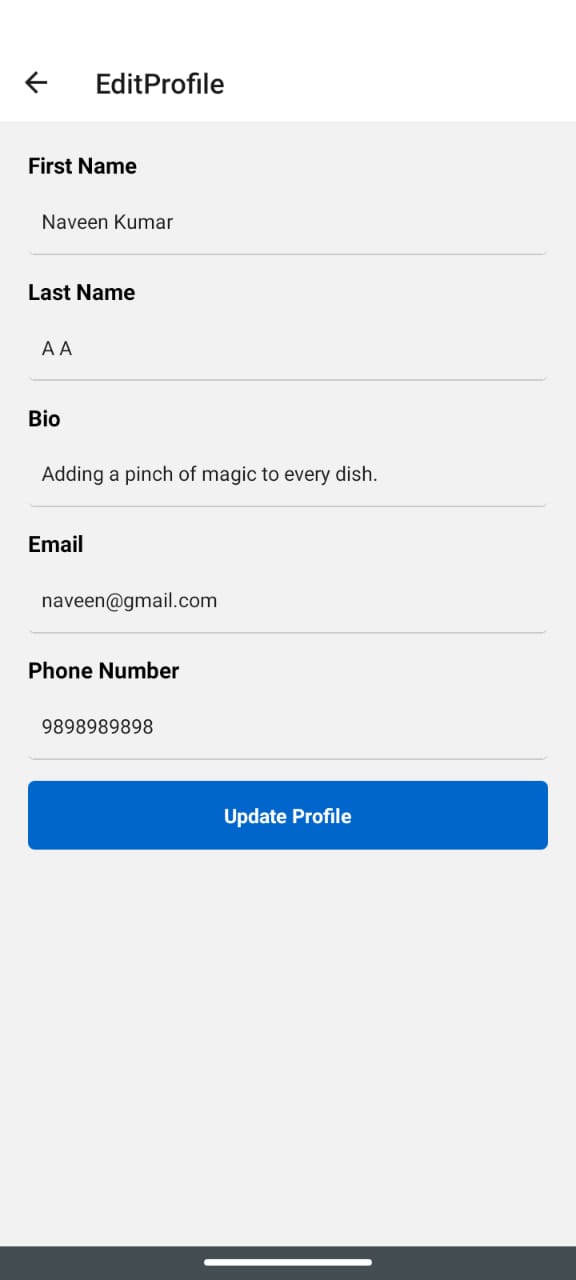 EditProfile
First Name
Naveen Kumar
Last Name
A A
Bio
Adding a pinch of magic to every dish.
Email
naveen@gmail.com
Phone Number
9898989898
Update Profile